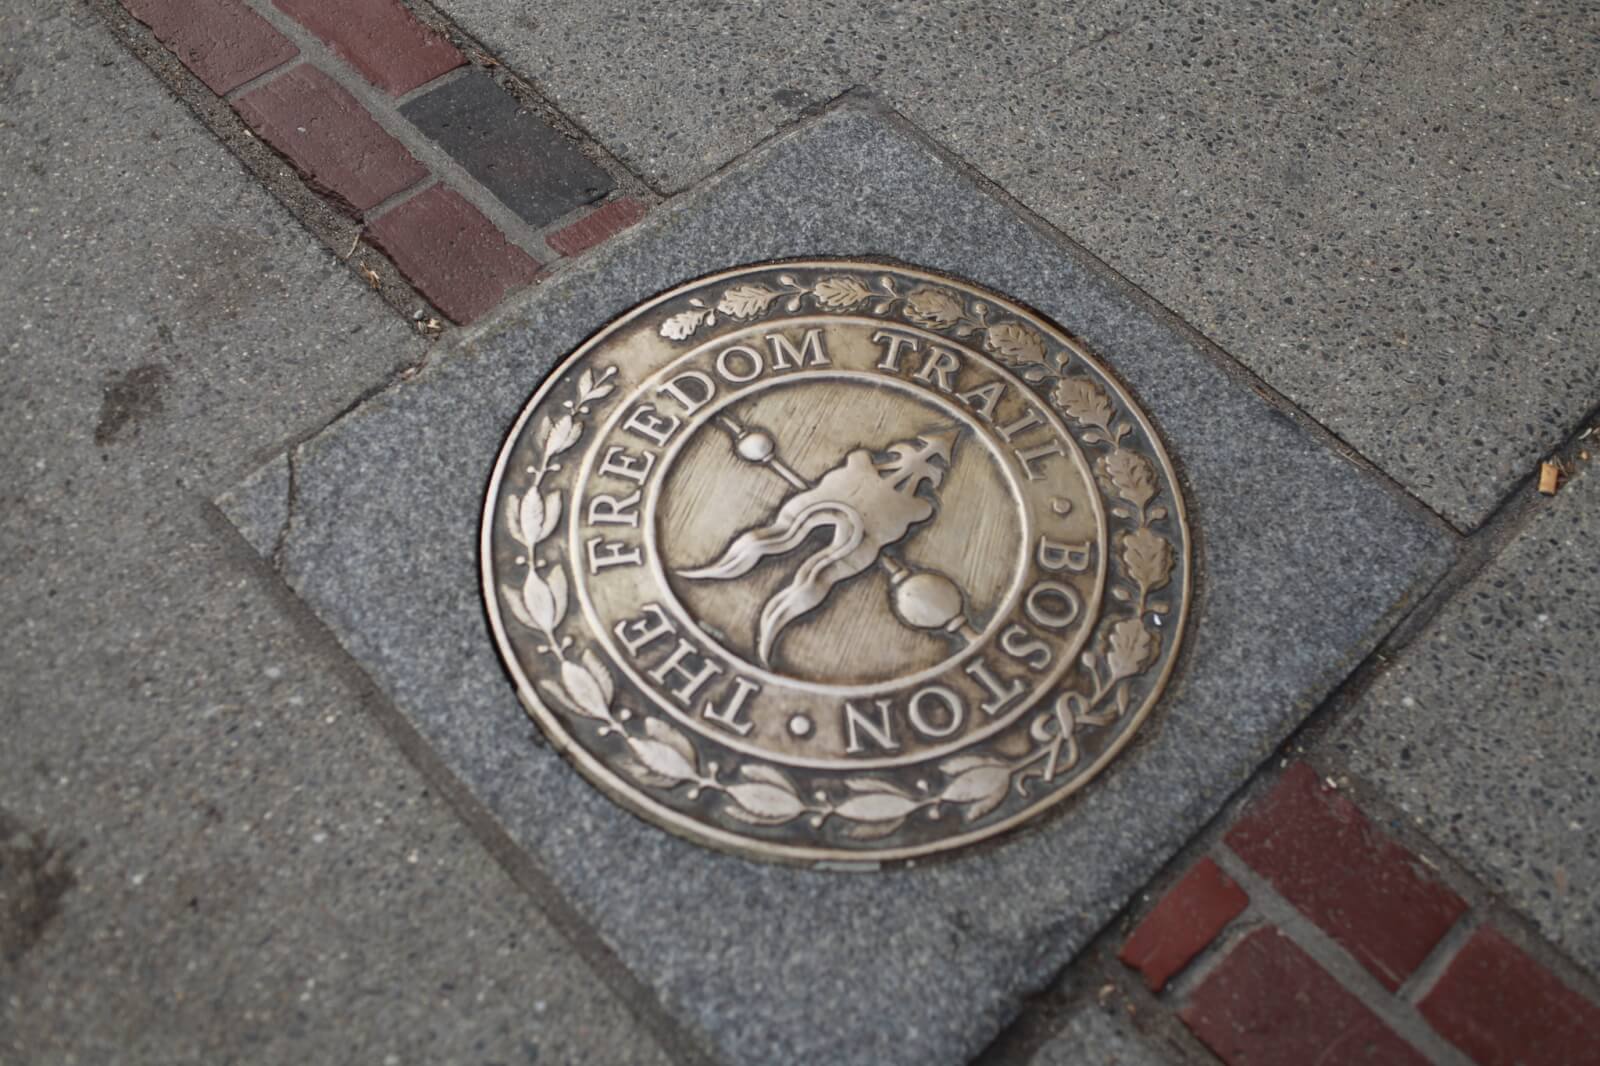 THE FREEDOM TRAIL · BOSTON ·